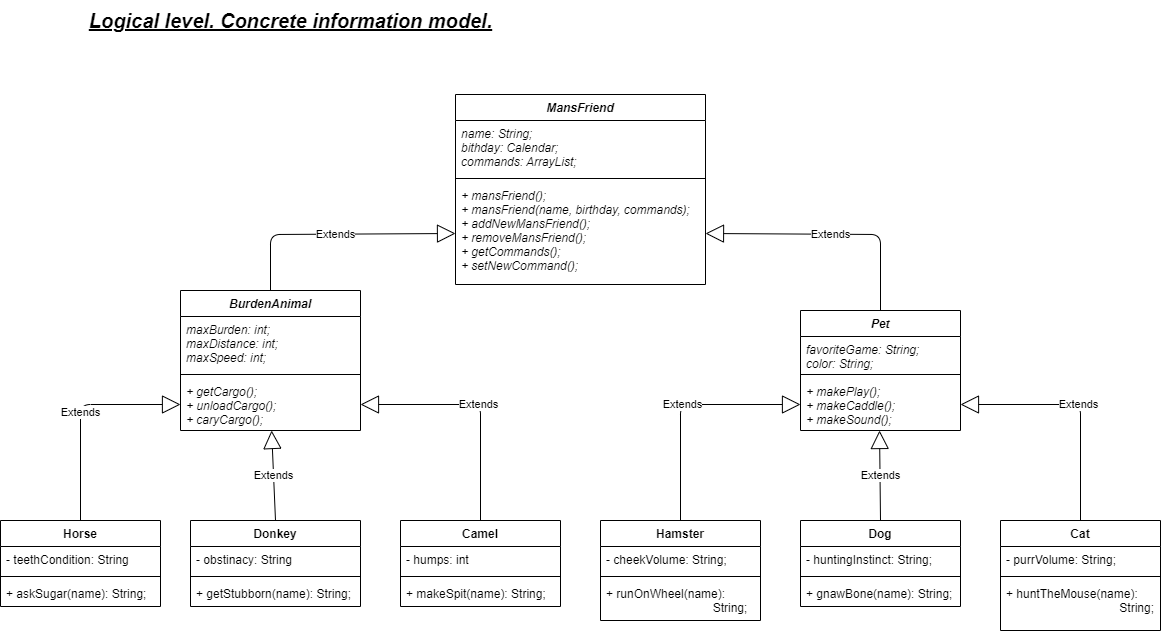 Logical level. Concrete information model.
MansFriend
name: String;
bithday: Calendar;
commands: ArrayList;
+ mansFriend();
+ mansFriend(name, birthday, commands);
+ addNewMansFriend();
+ removeMansFriend();
+ getCommands();
+ setNewCommand();
Extends
Extends
BurdenAnimal
maxBurden: int;
maxDistance: int;
maxSpeed: int;
+ getCargo();
+ unloadCargo();
+ caryCargo();
Pet
favoriteGame: String;
color: String;
+ makePlay();
+ makeCaddle();
+ makeSound();
Extends
Extends
Extends
Extends
Extends
Extends
Horse
- teethCondition: String
+ askSugar(name): String;
Donkey
- obstinacy: String
+ getStubborn(name): String;
Camel
- humps: int
+ makeSpit(name): String;
Hamster
- cheekVolume: String;
+ runOnWheel(name):
String;
Dog
- huntingInstinct: String;
+ gnawBone(name): String;
Cat
- purrVolume: String;
+ huntTheMouse(name):
String;